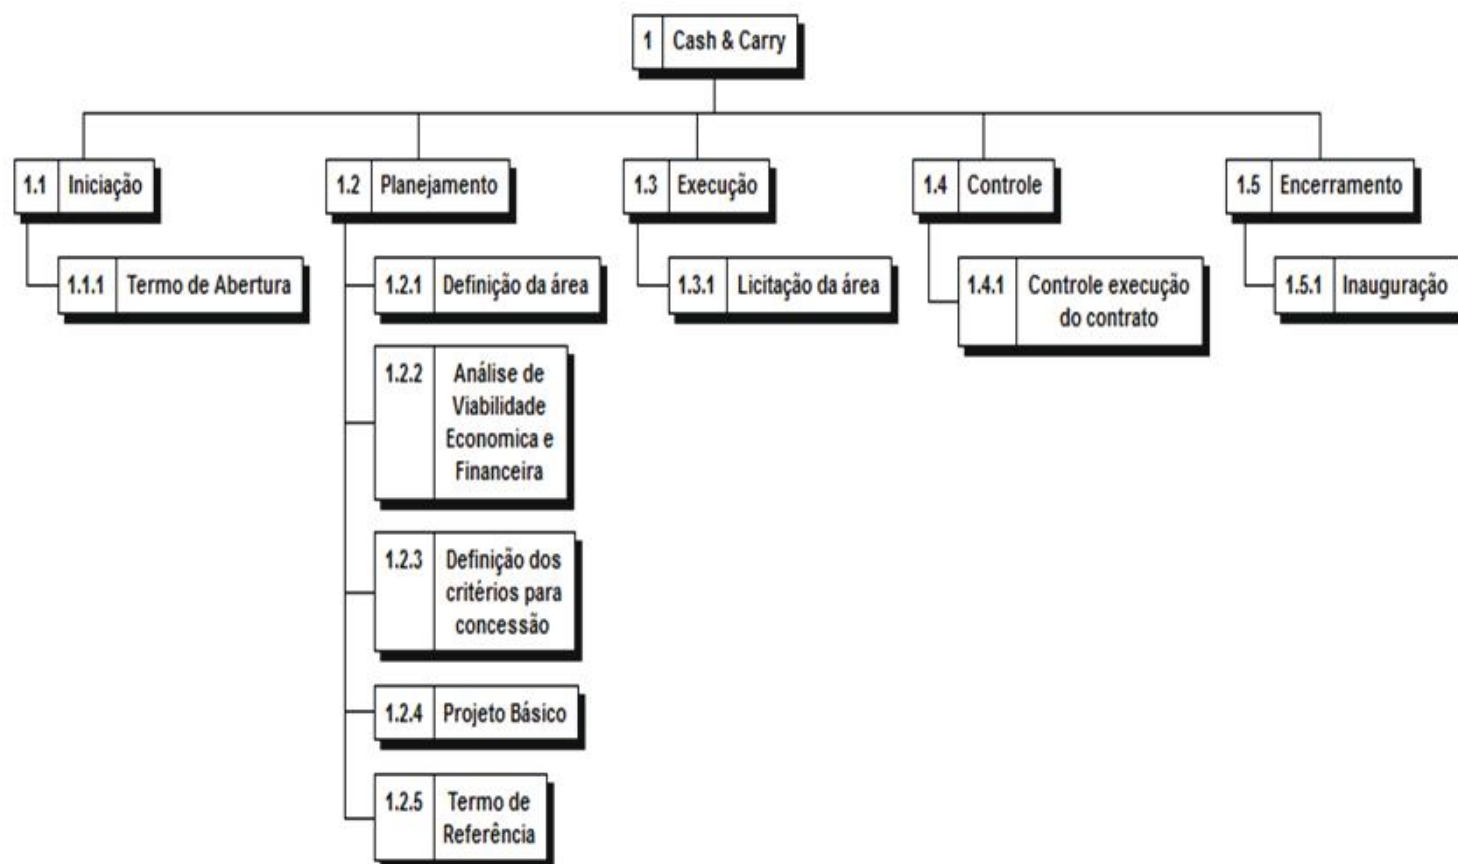 1 Cash & Carry
1.1 Iniciação
1.2 Planejamento
1.3 Execução
1.4 Controle
1.5 Encerramento
1.1.1 Termo de Abertura
1.2.1 Definição da área
1.3.1 Licitação da área
1.4.1 Controle execução
do contrato
1.5.1 Inauguração
1.2.2 Análise de
Viabilidade
Economica e
Financeira
1.2.3 Definição dos
critérios para
concessão
1.2.4 Projeto Básico
1.2.5 Termo de
Referência